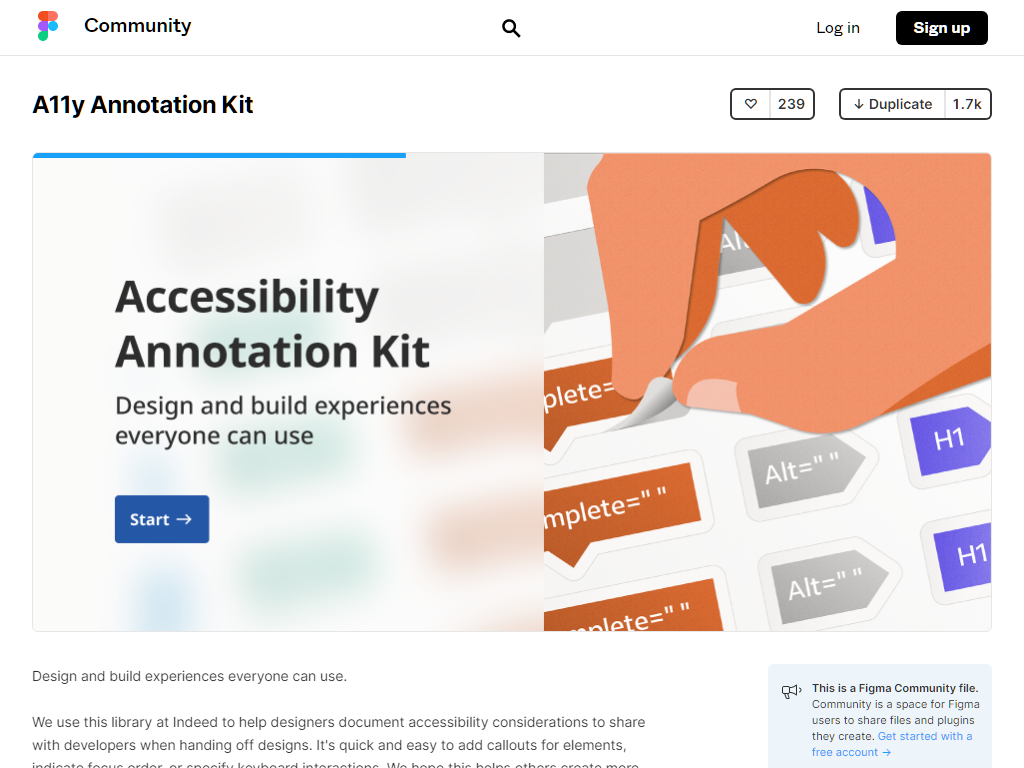 Community
Log in
Sign up
A11y Annotation Kit
239
Duplicate
1.7k
Accessibility
Annotation Kit
Design and build experiences
everyone can use
Start →
Alt
plete=
mplete=" "
mplete=" "
Alt=" "
H1
Alt=" "
H1
Design and build experiences everyone can use.
We use this library at Indeed to help designers document accessibility considerations to share
with developers when handing off designs. It's quick and easy to add callouts for elements,
indicate focus order, or specify keyboard interactions. We hope this helps others create more
This is a Figma Community file.
Community is a space for Figma
users to share files and plugins
they create. Get started with a
free account →